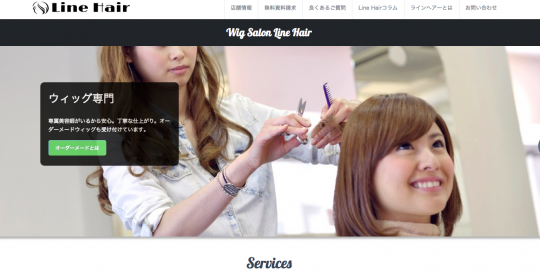 Line Hair
店舗情報 無料資料請求 良くあるご質問 Line Hairコラム ラインヘアーとは お問い合わせ
Wig Salon Line Hair
ウィッグ専門
専属美容師がいるから安心。丁寧な仕上がり。オー
ダーメードウィッグも受け付けています。
オーダーメードとは
Services